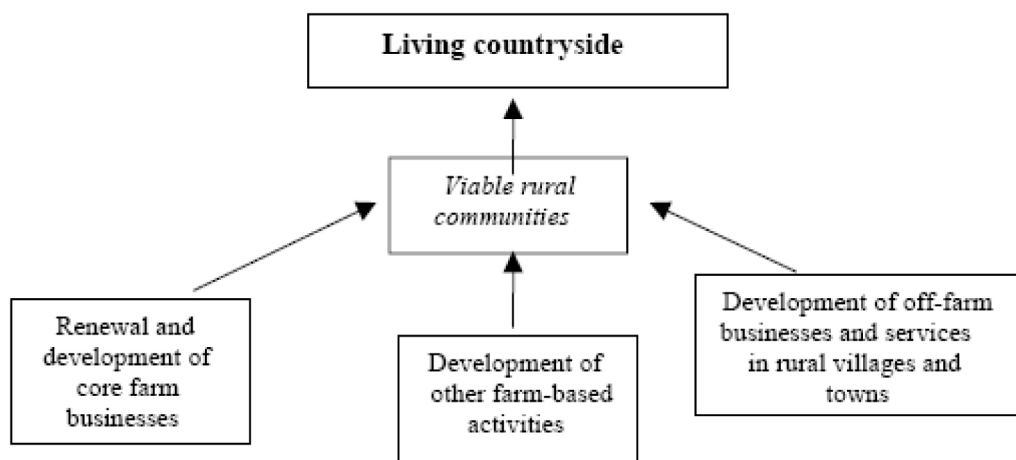 Living countryside
Viable rural
communities
Renewal and
development of
core farm
businesses
Development of
other farm-based
activities
Development of off-farm
businesses and services
in rural villages and
towns